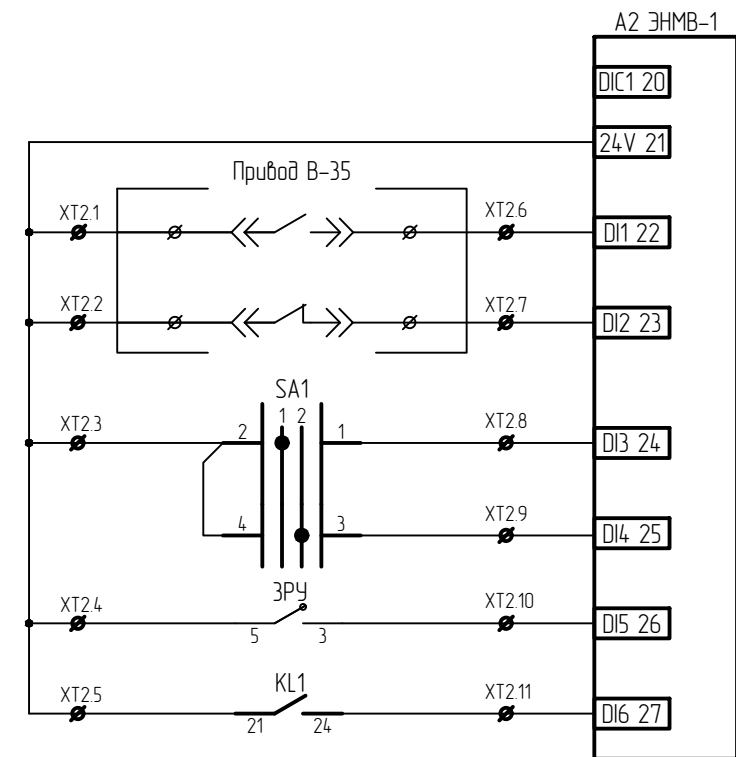 А2 ЭНМВ-1
DIC1 20
24V 21
Привод В-35
XT2.1
XT2.6
DI1 22
XT2.2
XT2.7
DI2 23
SA1
1 2
XT2.3
2
1
XT2.8
DI3 24
4
3
XT2.9
DI4 25
ЗРУ
XT2.4
5
3
XT2.10
DI5 26
KL1
XT2.5
21
24
XT2.11
DI6 27